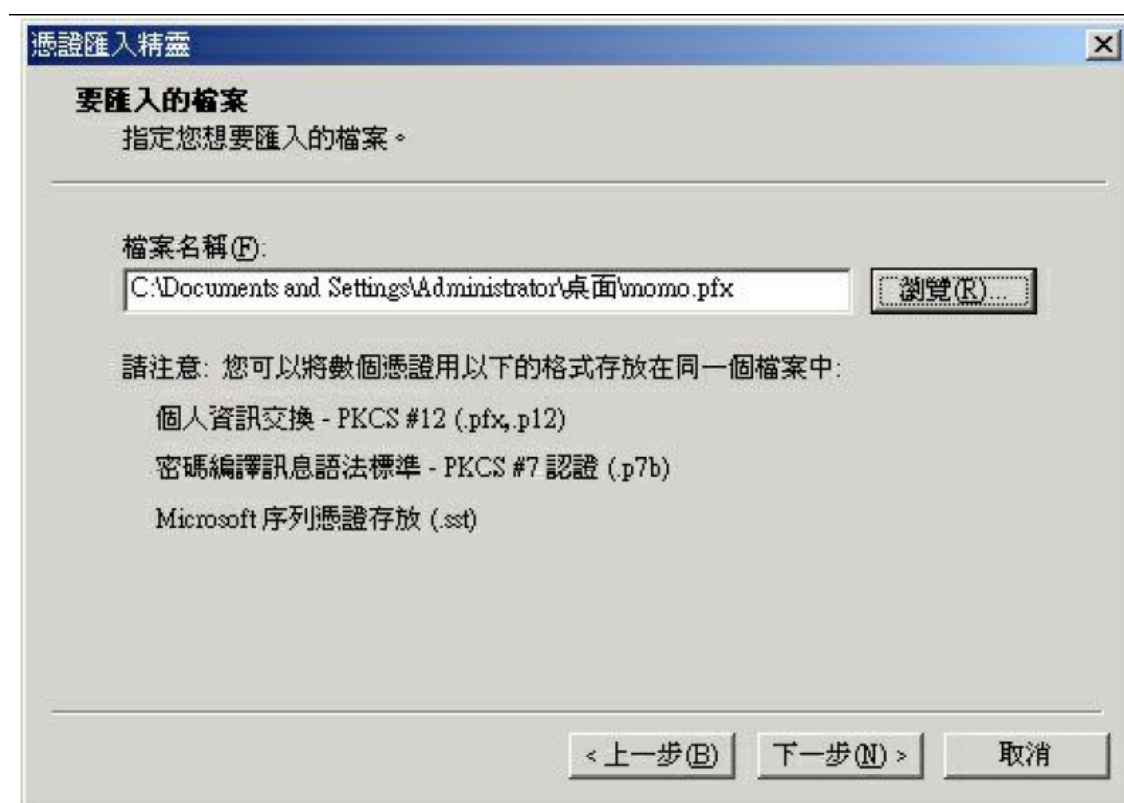 憑證匯入精靈
要匯入的檔案
指定您想要匯入的檔案。
檔案名稱(F):
C:\Documents and Settings\Administrator\桌面\momo.pfx
瀏覽(R)...
請注意: 您可以將數個憑證用以下的格式存放在同一個檔案中:
個人資訊交換 - PKCS #12 (.pfx,.p12)
密碼編譯訊息語法標準 - PKCS #7 認證 (.p7b)
Microsoft 序列憑證存放 (.sst)
< 上一步(B)
下一步(N) >
取消